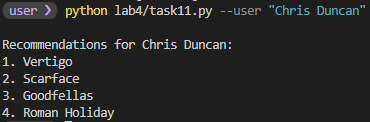 user ❯ python lab4/task11.py --user "Chris Duncan"
Recommendations for Chris Duncan:
1. Vertigo
2. Scarface
3. Goodfellas
4. Roman Holiday